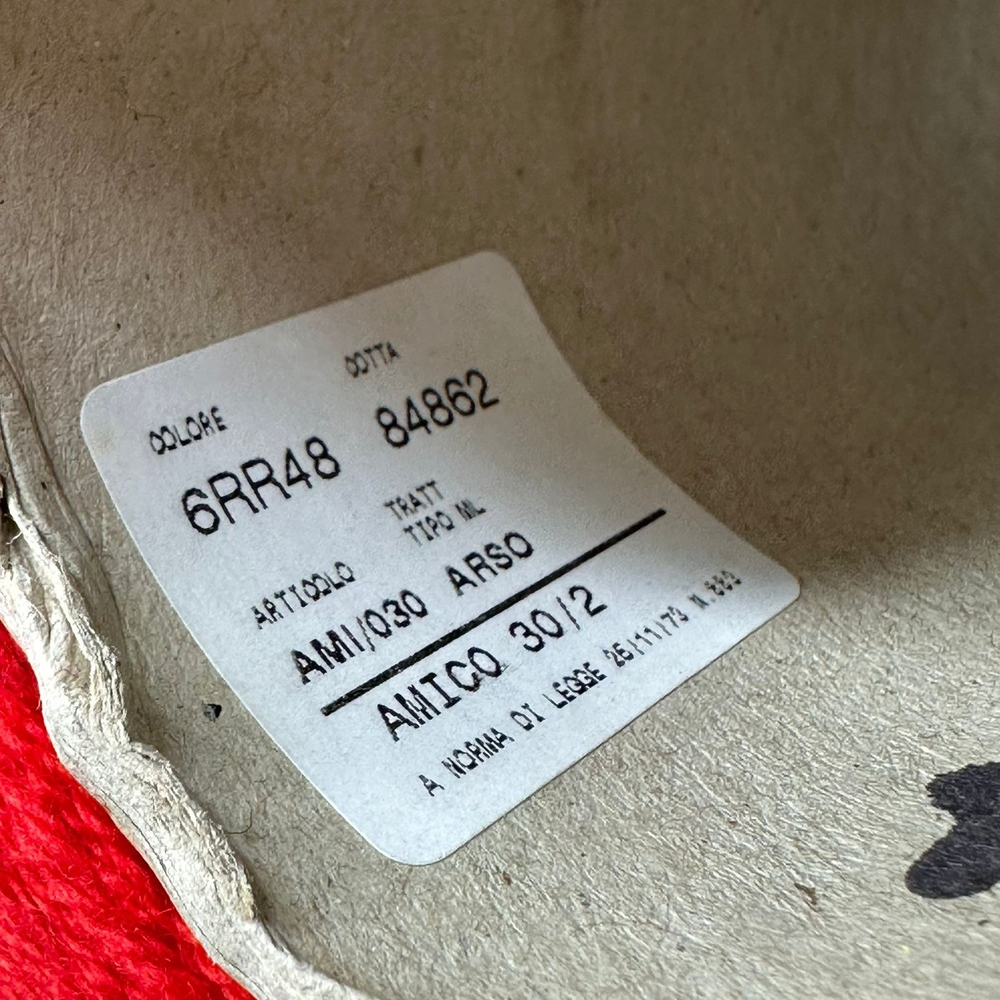 COLORE COTTA
6RR48 84862
TRATT
ARTICOLO TIPO ML
AMI/030 ARSO
AMICO 30/2
A NORMA DI LEGGE 26/11/73 N.883